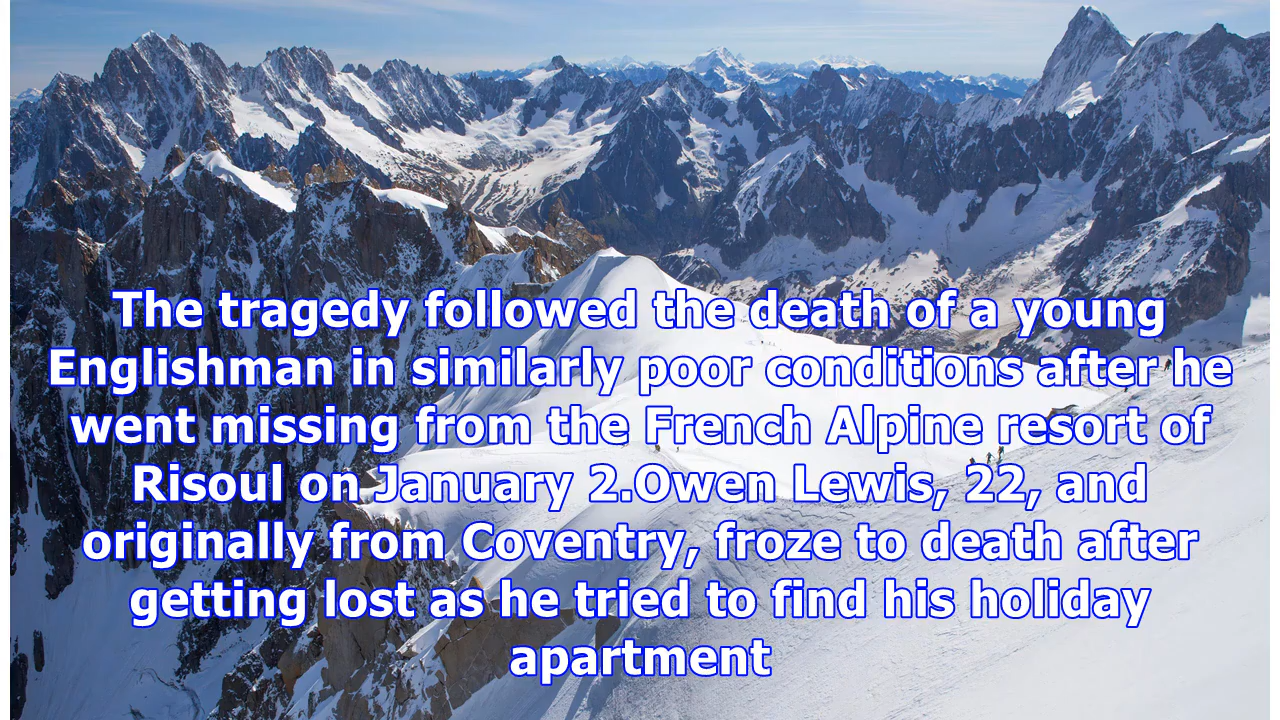 The tragedy followed the death of a young
Englishman in similarly poor conditions after he
went missing from the French Alpine resort of
Risoul on January 2.Owen Lewis, 22, and
originally from Coventry, froze to death after
getting lost as he tried to find his holiday
apartment